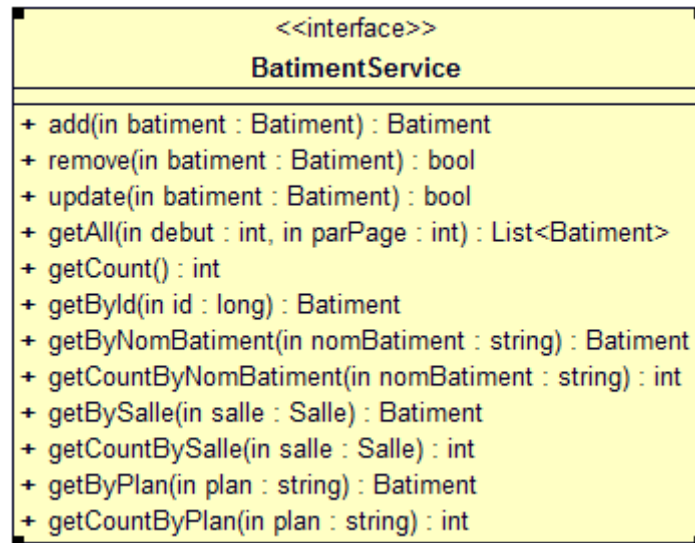 <<interface>>
BatimentService
+ add(in batiment : Batiment) : Batiment
+ remove(in batiment : Batiment) : bool
+ update(in batiment : Batiment) : bool
+ getAll(in debut : int, in parPage : int) : List<Batiment>
+ getCount() : int
+ getById(in id : long) : Batiment
+ getByNomBatiment(in nomBatiment : string) : Batiment
+ getCountByNomBatiment(in nomBatiment : string) : int
+ getBySalle(in salle : Salle) : Batiment
+ getCountBySalle(in salle : Salle) : int
+ getByPlan(in plan : string) : Batiment
+ getCountByPlan(in plan : string) : int